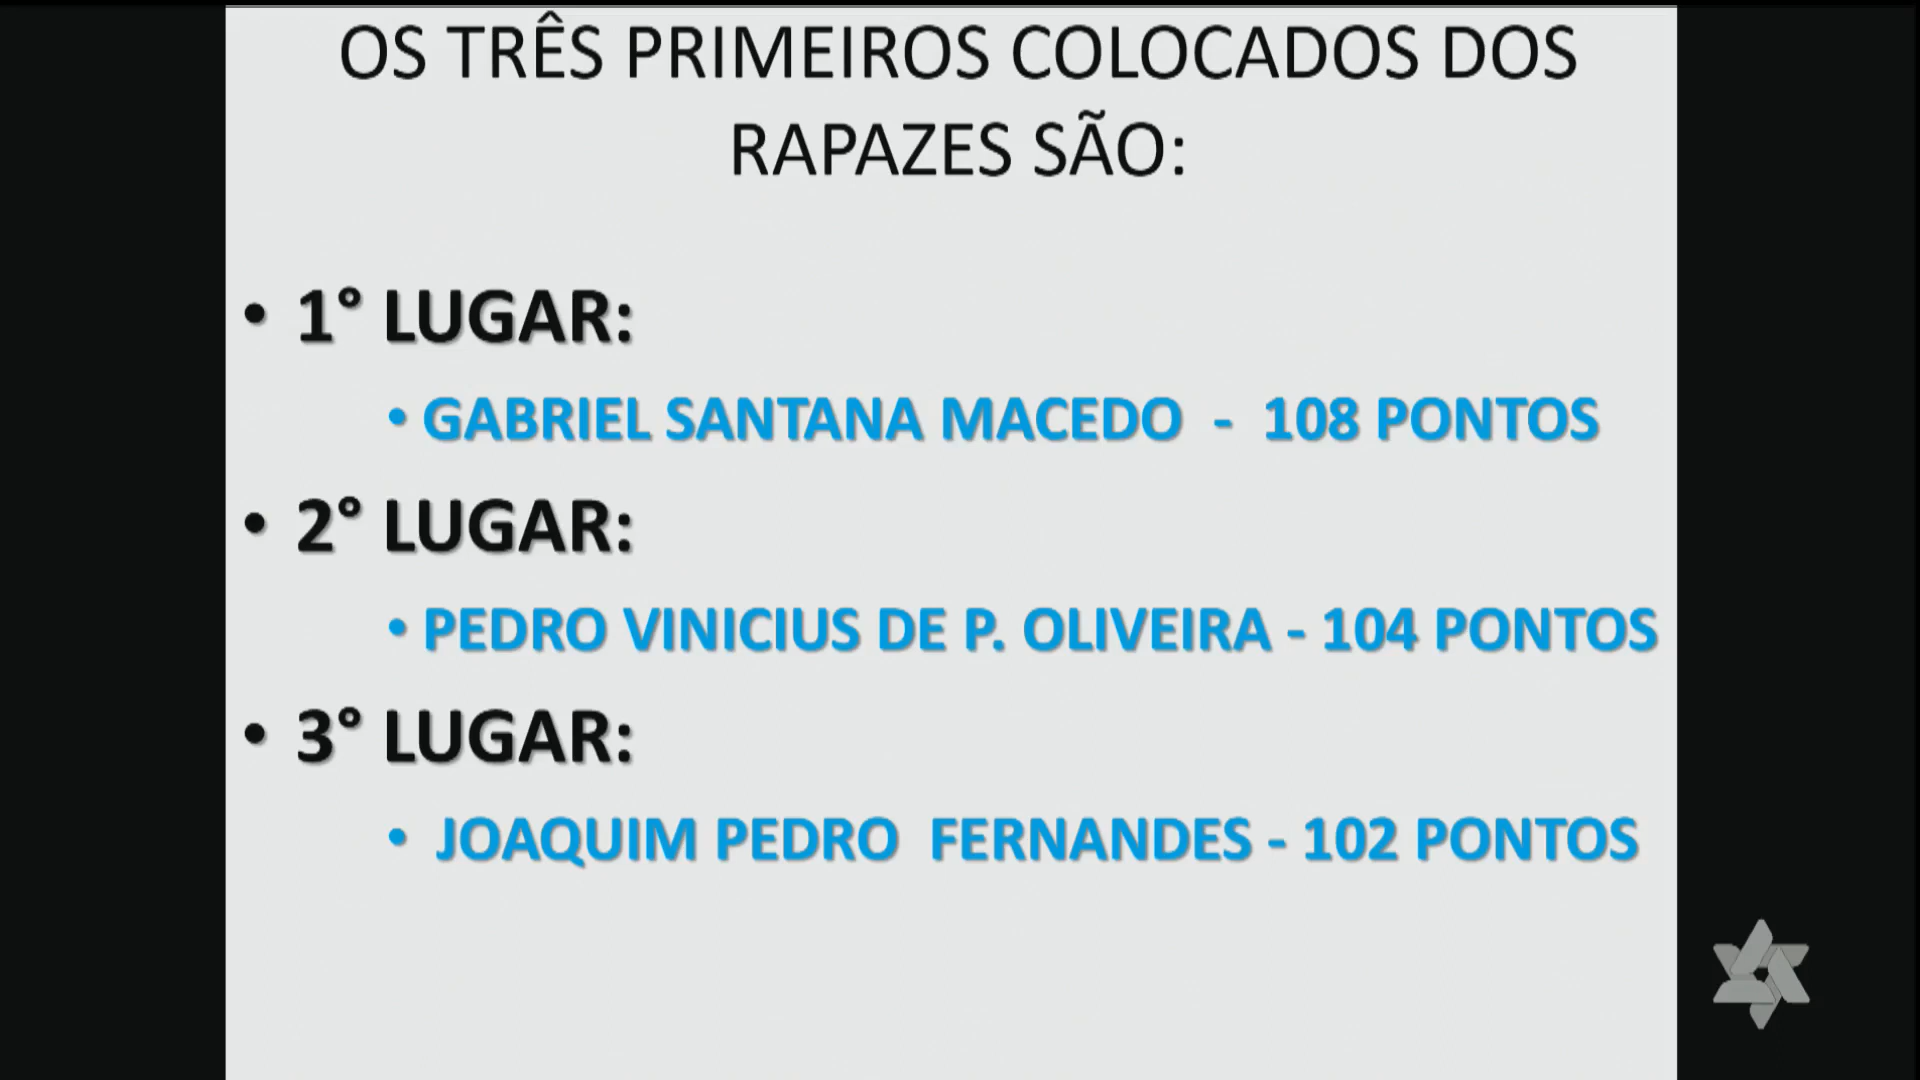 OS TRÊS PRIMEIROS COLOCADOS DOS
RAPAZES SÃO:
• 1° LUGAR:
• GABRIEL SANTANA MACEDO - 108 PONTOS
• 2° LUGAR:
• PEDRO VINICIUS DE P. OLIVEIRA - 104 PONTOS
• 3° LUGAR:
• JOAQUIM PEDRO FERNANDES - 102 PONTOS